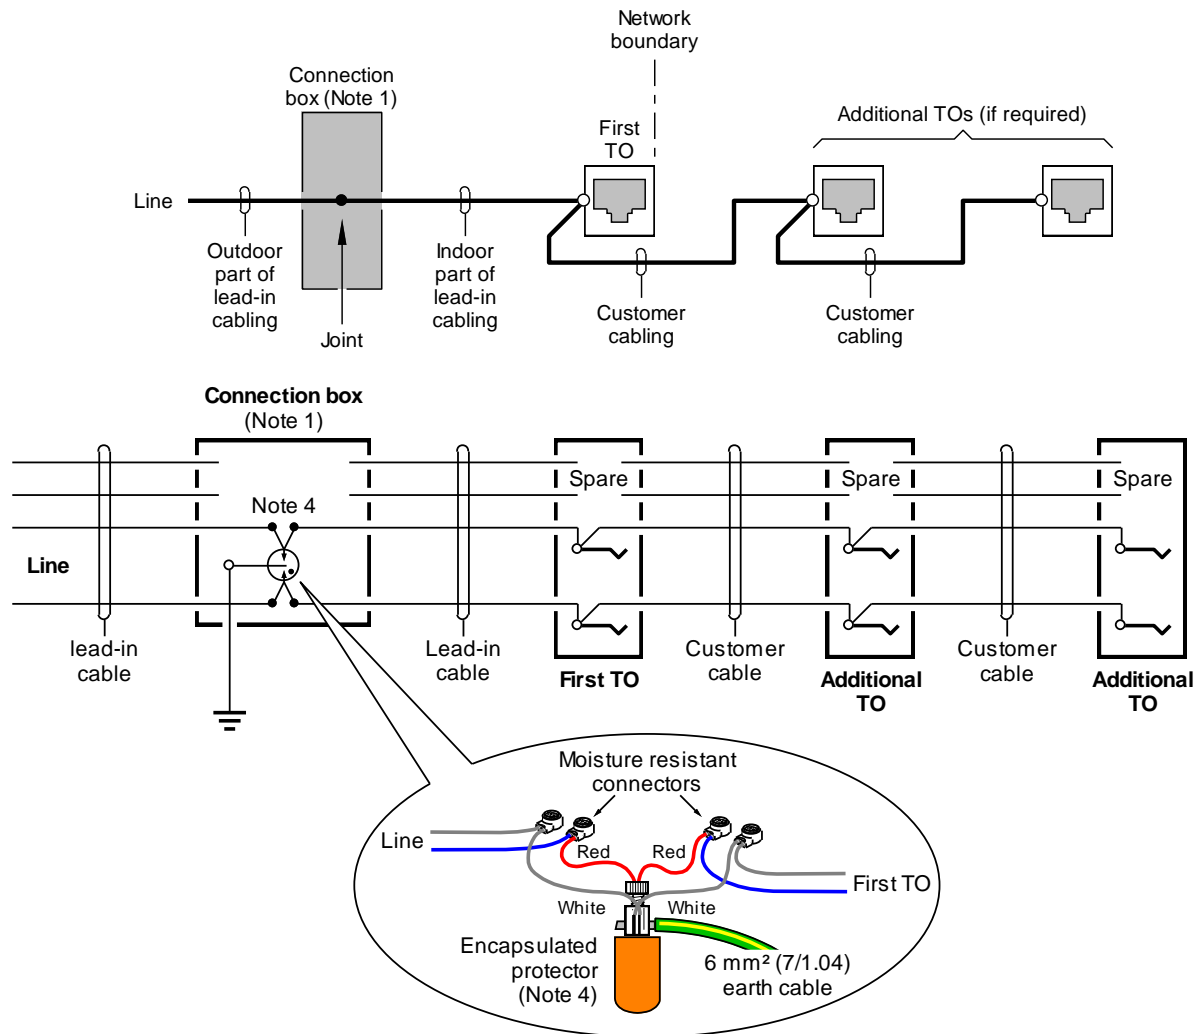 Network
boundary
Connection
box (Note 1)
First
TO
Additional TOs (if required)
Line
Outdoor
part of
lead-in
cabling
Joint
Indoor
part of
lead-in
cabling
Customer
cabling
Customer
cabling
Connection box
(Note 1)
Spare
Spare
Spare
Note 4
Line
lead-in
cable
Lead-in
cable
First TO
Customer
cable
Additional
TO
Customer
cable
Additional
TO
Moisture resistant
connectors
Line
Red
Red
First TO
White
White
Encapsulated
protector
(Note 4)
6 mm² (7/1.04)
earth cable